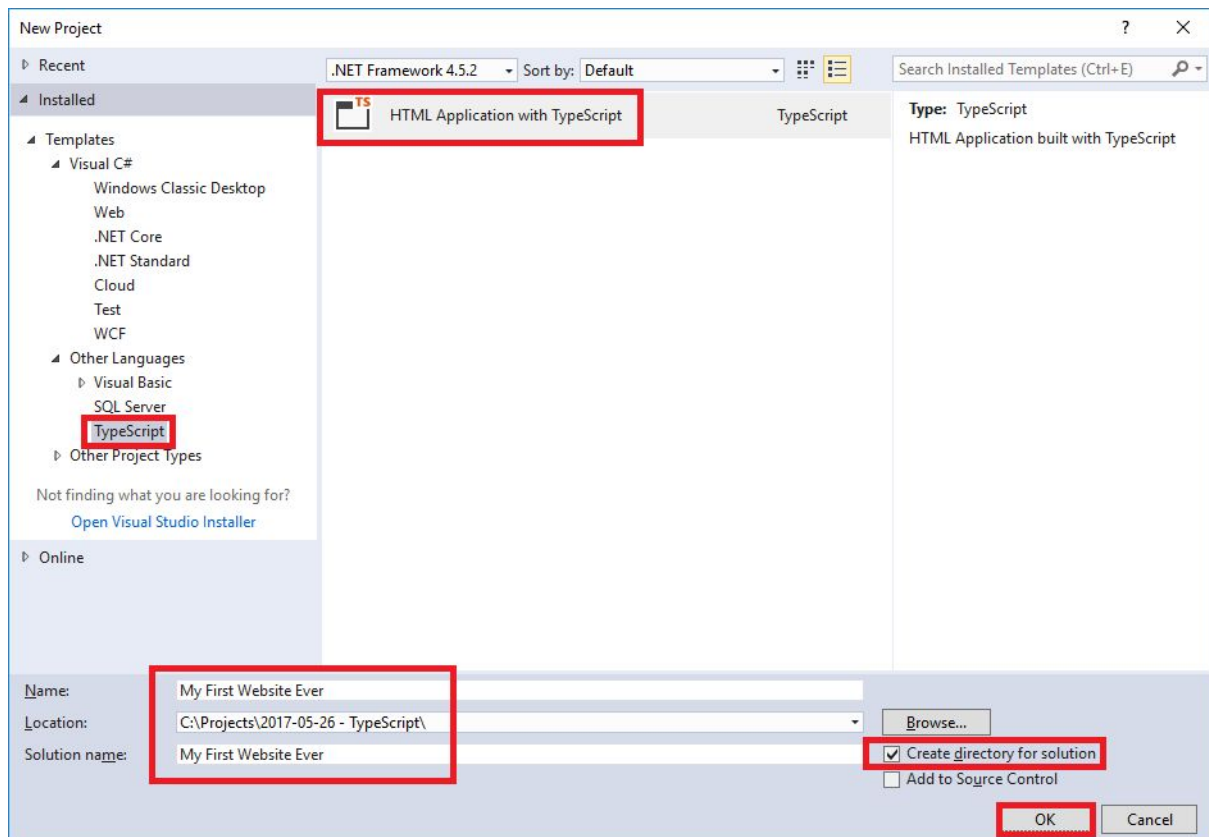 New Project
?
Recent
Installed
Templates
Visual C#
Windows Classic Desktop
Web
.NET Core
.NET Standard
Cloud
Test
WCF
Other Languages
Visual Basic
SQL Server
TypeScript
Other Project Types
Not finding what you are looking for?
Open Visual Studio Installer
Online
.NET Framework 4.5.2 Sort by: Default
TS
HTML Application with TypeScript TypeScript
Search Installed Templates (Ctrl+E)
Type: TypeScript
HTML Application built with TypeScript
Name: My First Website Ever
Location: C:\Projects\2017-05-26 - TypeScript\ Browse...
Solution name: My First Website Ever Create directory for solution
Add to Source Control
OK Cancel